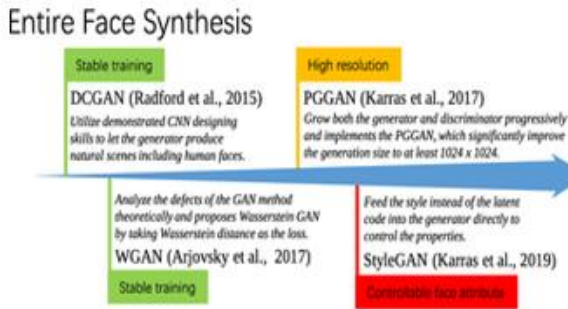 Entire Face Synthesis
Stable training
DCGAN (Radford et al., 2015)
Utilize demonstrated CNN designing
skills to let the generator produce
natural scenes including human faces.
High resolution
PGGAN (Karras et al., 2017)
Grow both the generator and discriminator progressively
and implements the PGGAN, which significantly improve
the generation size to at least 1024 x 1024.
Analyze the defects of the GAN method
theoretically and proposes Wasserstein GAN
by taking Wasserstein distance as the loss.
WGAN (Arjovsky et al., 2017)
Stable training
Feed the style instead of the latent
code into the generator directly to
control the properties.
StyleGAN (Karras et al., 2019)
Controllable face attribute